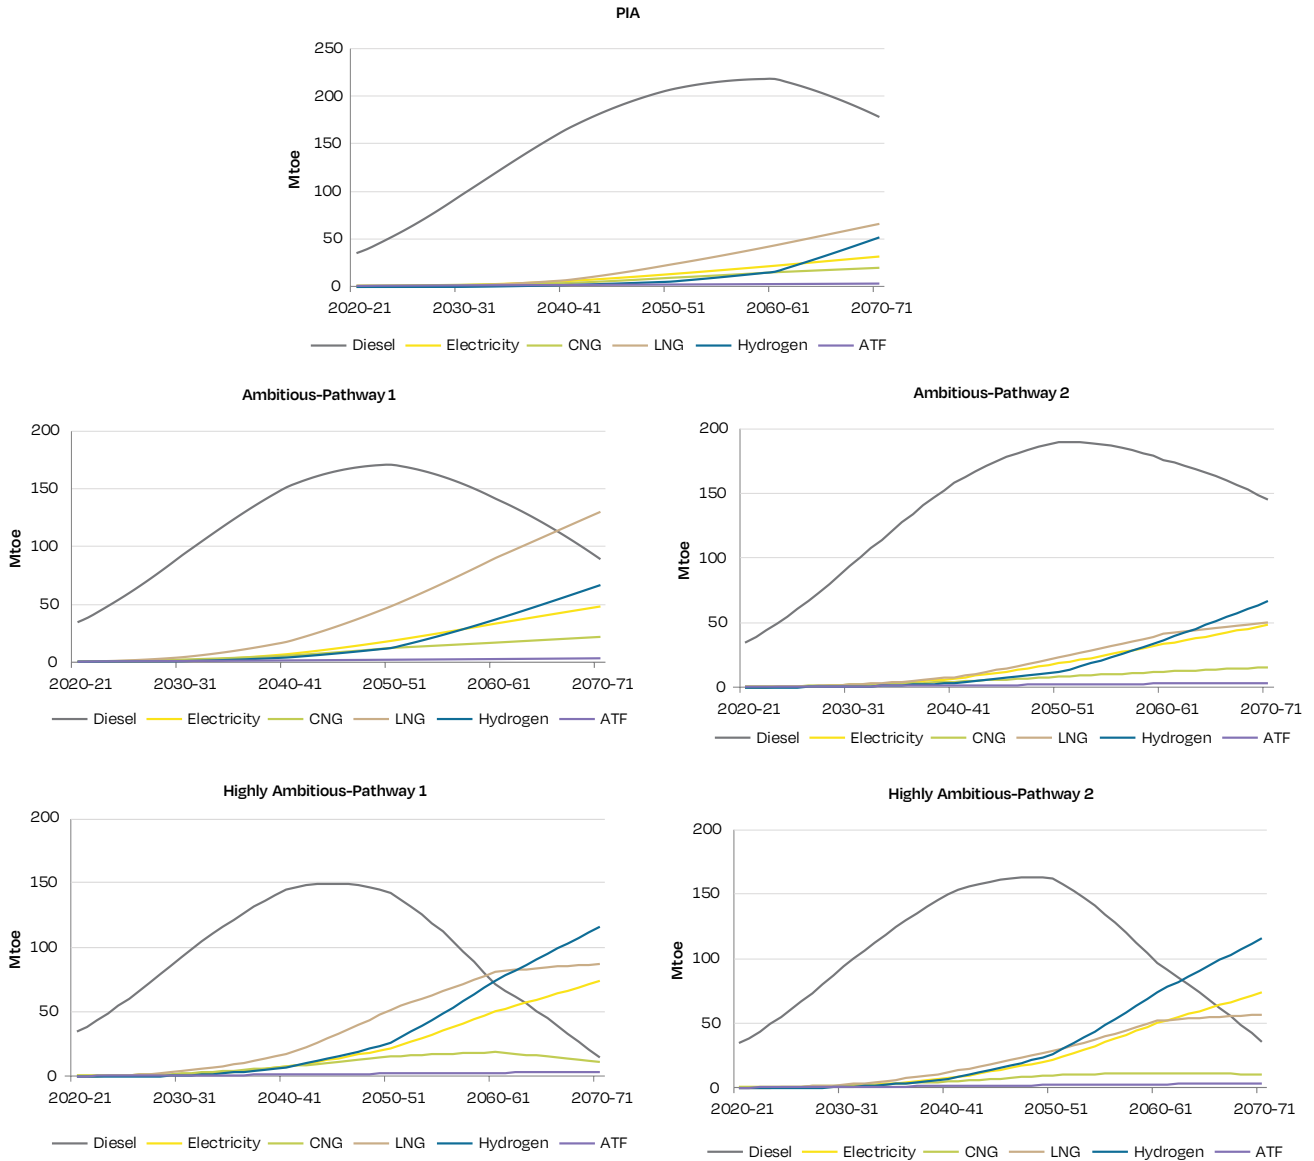 PIA
250
200
150
100
50
0
Mtoe
2020-21 2030-31 2040-41 2050-51 2060-61 2070-71
Diesel Electricity CNG LNG Hydrogen ATF
Ambitious-Pathway 1
200
150
100
50
0
Mtoe
2020-21 2030-31 2040-41 2050-51 2060-61 2070-71
Diesel Electricity CNG LNG Hydrogen ATF
Ambitious-Pathway 2
200
150
100
50
0
Mtoe
2020-21 2030-31 2040-41 2050-51 2060-61 2070-71
Diesel Electricity CNG LNG Hydrogen ATF
Highly Ambitious-Pathway 1
200
150
100
50
0
Mtoe
2020-21 2030-31 2040-41 2050-51 2060-61 2070-71
Diesel Electricity CNG LNG Hydrogen ATF
Highly Ambitious-Pathway 2
200
150
100
50
0
Mtoe
2020-21 2030-31 2040-41 2050-51 2060-61 2070-71
Diesel Electricity CNG LNG Hydrogen ATF